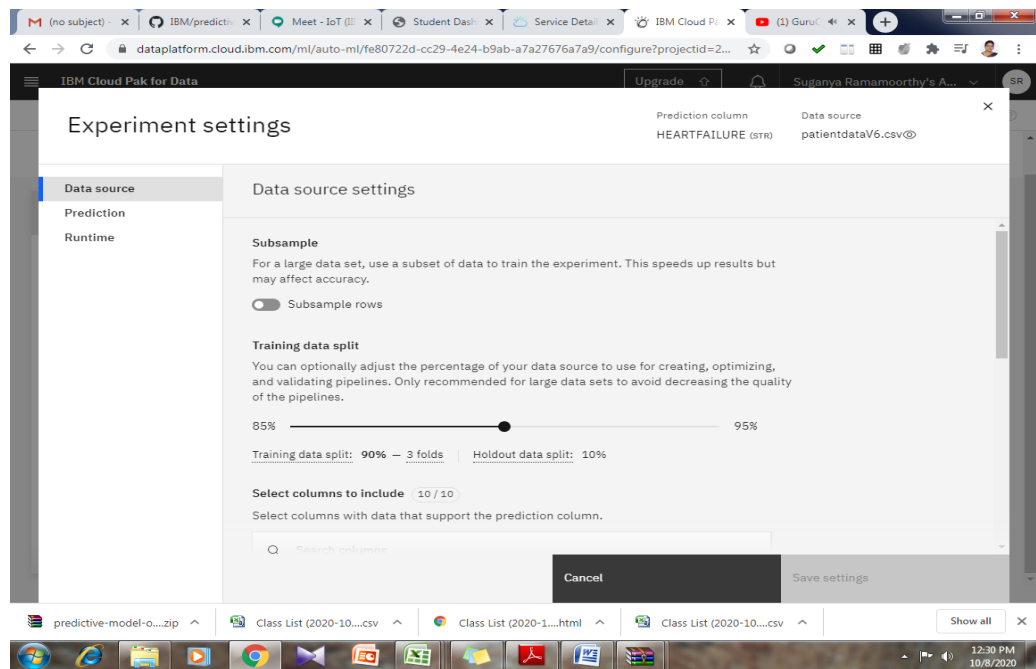 (no subject) -
IBM/predictiv
Meet - IoT (II
Student Dash
Service Detail
IBM Cloud Pa
(1) GuruC
dataplatform.cloud.ibm.com/ml/auto-ml/fe80722d-cc29-4e24-b9ab-a7a27676a7a9/configure?projectid=2...
IBM Cloud Pak for Data
Upgrade
Suganya Ramamoorthy's A...
SR
Experiment settings
Prediction column
HEARTFAILURE (STR)
Data source
patientdataV6.csv
Data source
Prediction
Runtime
Data source settings
Subsample
For a large data set, use a subset of data to train the experiment. This speeds up results but
may affect accuracy.
Subsample rows
Training data split
You can optionally adjust the percentage of your data source to use for creating, optimizing,
and validating pipelines. Only recommended for large data sets to avoid decreasing the quality
of the pipelines.
85% 95%
Training data split: 90% — 3 folds Holdout data split: 10%
Select columns to include 10 / 10
Select columns with data that support the prediction column.
Search columns
Cancel
Save settings
predictive-model-o....zip
Class List (2020-10....csv
Class List (2020-1....html
Class List (2020-10....csv
Show all
12:30 PM
10/8/2020